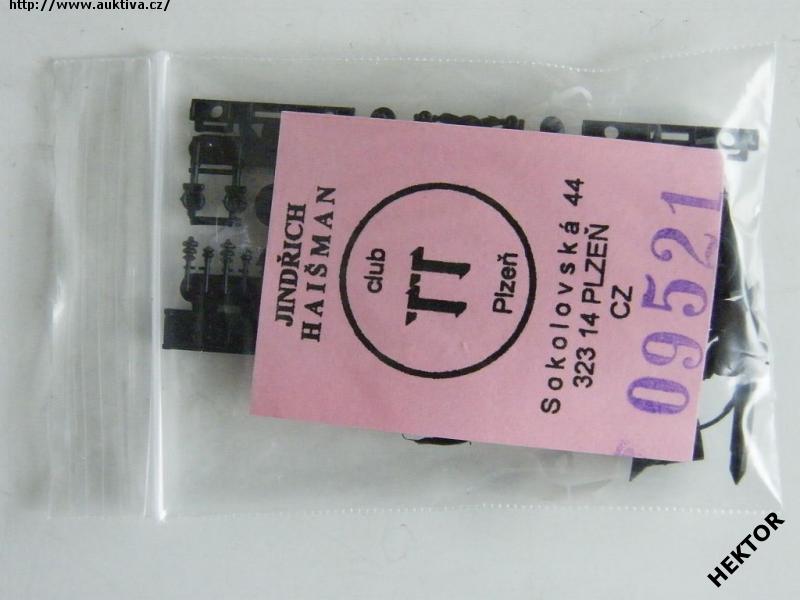 http://www.auktiva.cz/
JINDŘICH
HAIŠMAN
club
TT
Plzeň
Sokolovská 44
323 14 PLZEŇ
CZ
09521
HEKTOR